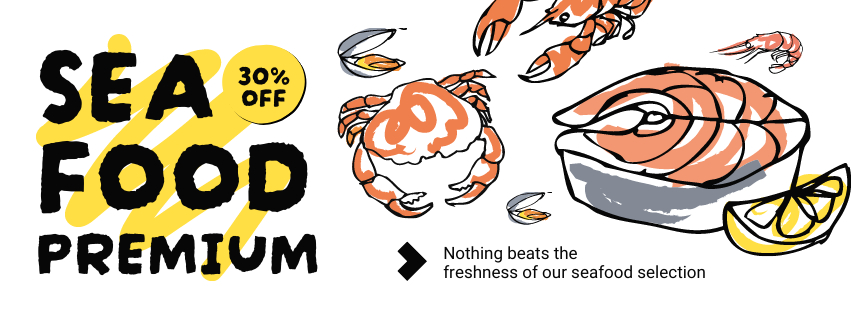 SEA
30%
OFF
FOOD
PREMIUM
Nothing beats the
freshness of our seafood selection